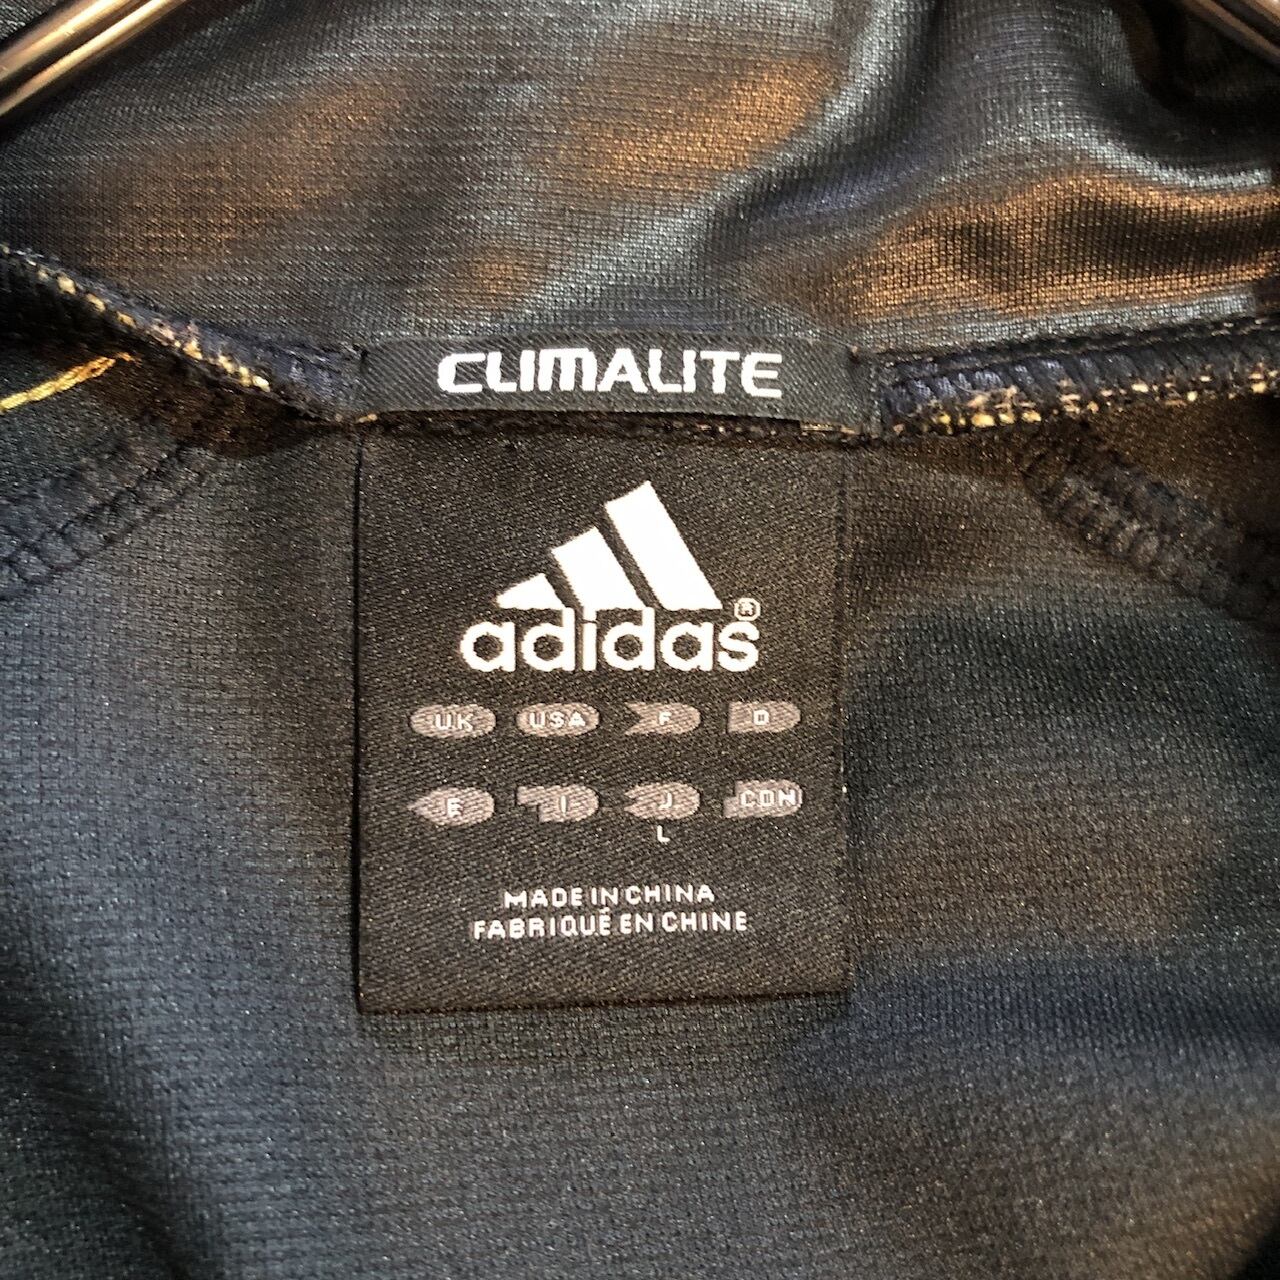 CLIMALITE
adidas®
UK USA F D
E I J CDN
L
MADE IN CHINA
FABRIQUÉ EN CHINE